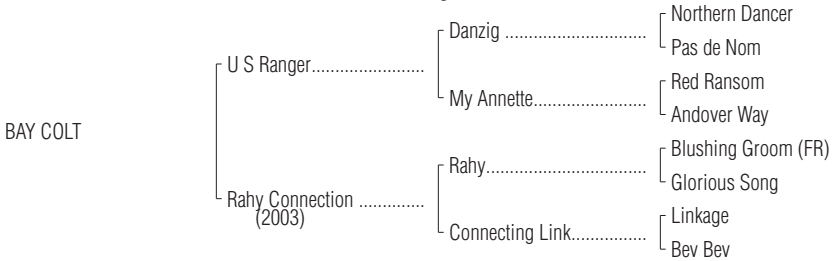 Northern Dancer
Danzig ..............................
Pas de Nom
U S Ranger........................
Red Ransom
My Annette........................
Andover Way
BAY COLT
Blushing Groom (FR)
Rahy..................................
Glorious Song
Rahy Connection ..............
(2003)
Linkage
Connecting Link................
Bev Bev